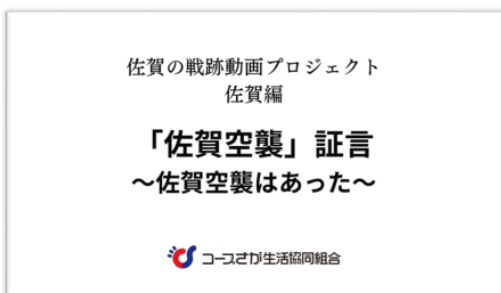 佐賀の戦跡動画プロジェクト
佐賀編
「佐賀空襲」証言
~佐賀空襲はあった~
コープさが生活協同組合